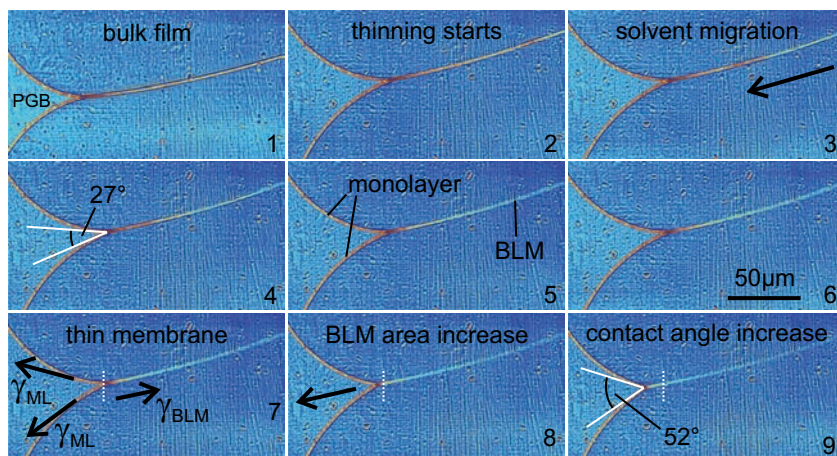 bulk film
PGB
1
thinning starts
2
solvent migration
3
27°
4
monolayer
BLM
5
50µm
6
thin membrane
γML
γML
γBLM
7
BLM area increase
8
contact angle increase
52°
9